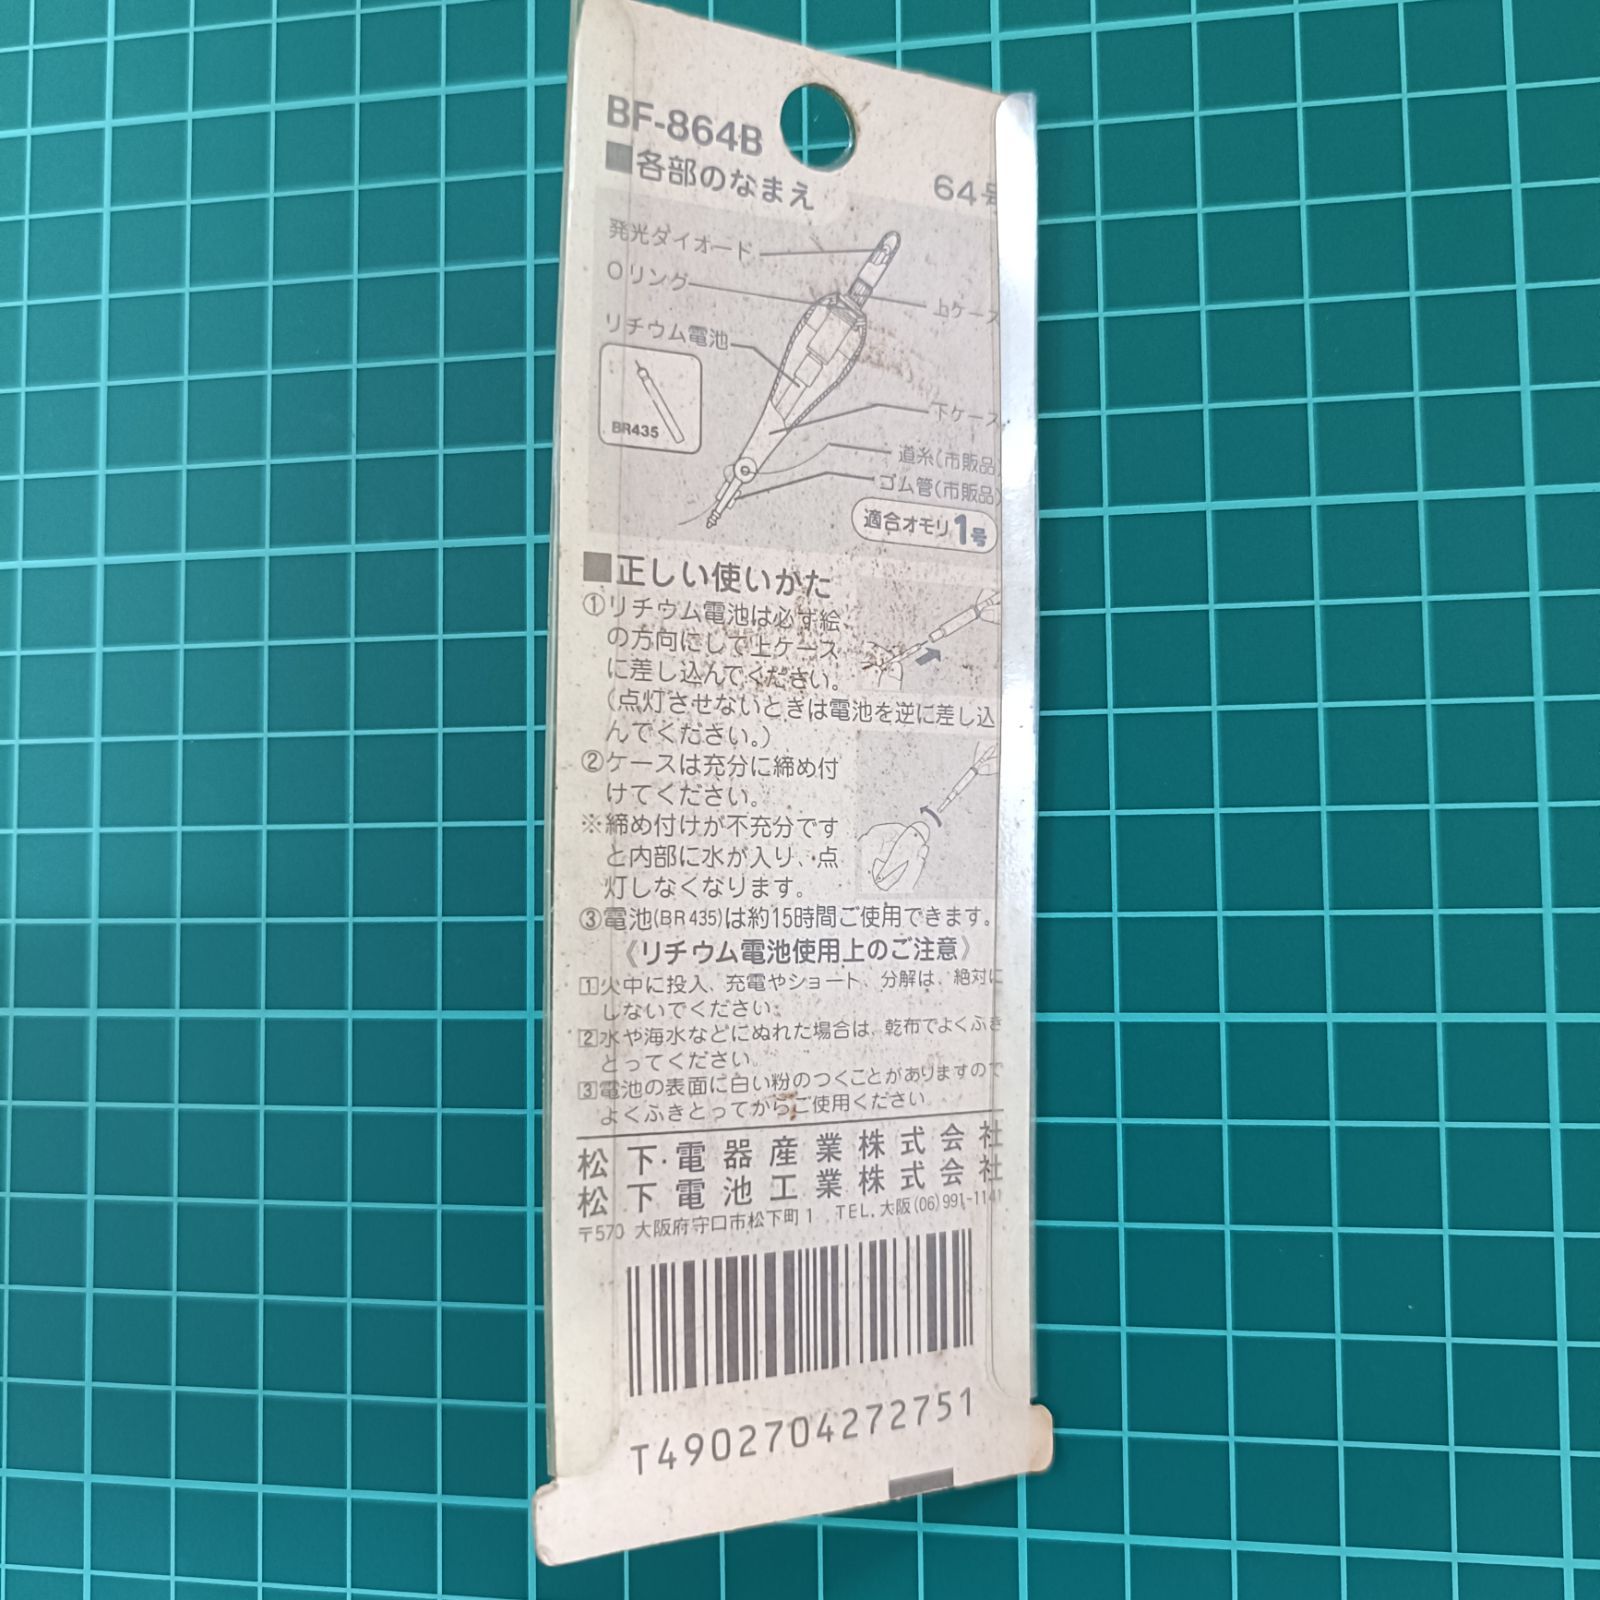 BF-864B
■各部のなまえ
64号
発光ダイオード
Oリング
上ケース
リチウム電池
BR435
下ケース
道糸(市販品)
ゴム管(市販品)
適合オモリ1号
■正しい使いかた
①リチウム電池は必ず絵
の方向にして上ケース
に差し込んでください。
(点灯させないときは電池を逆に差し込
んでください。)
②ケースは充分に締め付
けてください。
※締め付けが不充分です
と内部に水が入り、点
灯しなくなります。
③電池(BR435)は約15時間ご使用できます。
《リチウム電池使用上のご注意》
1火中に投入、充電やショート、分解は、絶対に
しないでください。
2水や海水などにぬれた場合は、乾布でよくふき
とってください。
3電池の表面に白い粉のつくことがありますので
よくふきとってからご使用ください。
松下電器産業株式会社
松下電池工業株式会社
〒570 大阪府守口市松下町1 TEL.大阪(06)991-1141
T4902704272751